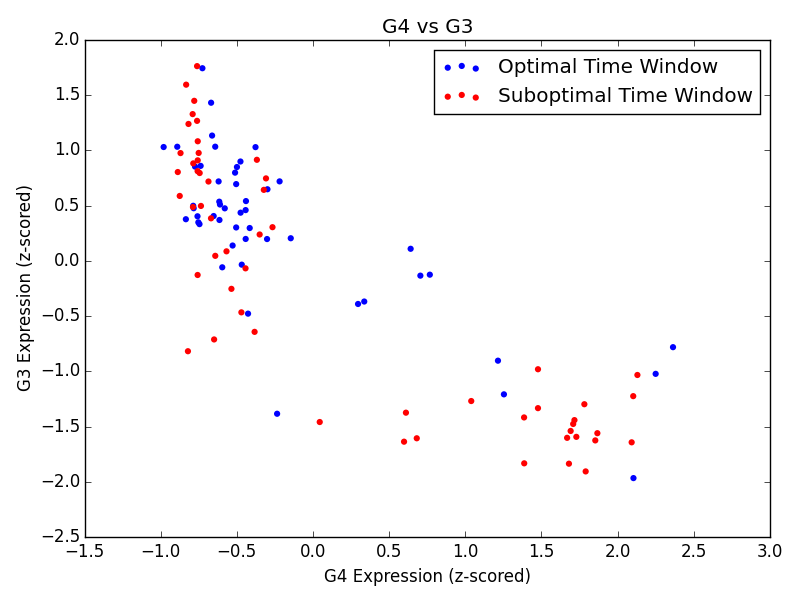 G4 vs G3
Optimal Time Window
Suboptimal Time Window
2.0
1.5
1.0
0.5
0.0
−0.5
−1.0
−1.5
−2.0
−2.5
G3 Expression (z-scored)
−1.5 −1.0 −0.5 0.0 0.5 1.0 1.5 2.0 2.5 3.0
G4 Expression (z-scored)